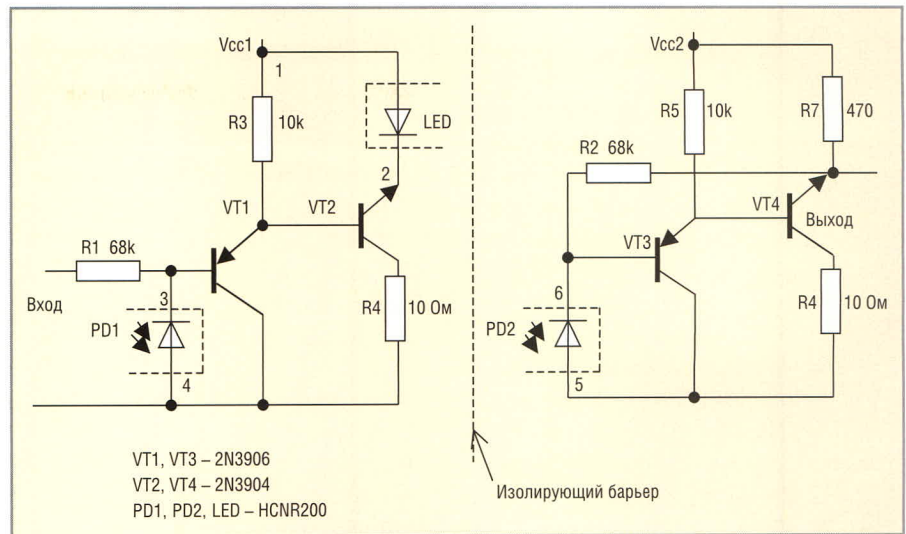 Vcc1
1
R3
10k
LED
2
VT1
VT2
R1 68k
Вход
3
PD1
4
R4
10 Ом
Vcc2
R5
10k
R7
470
R2 68k
VT4
Выход
VT3
6
PD2
5
R4
10 Ом
VT1, VT3 – 2N3906
VT2, VT4 – 2N3904
PD1, PD2, LED – HCNR200
Изолирующий барьер